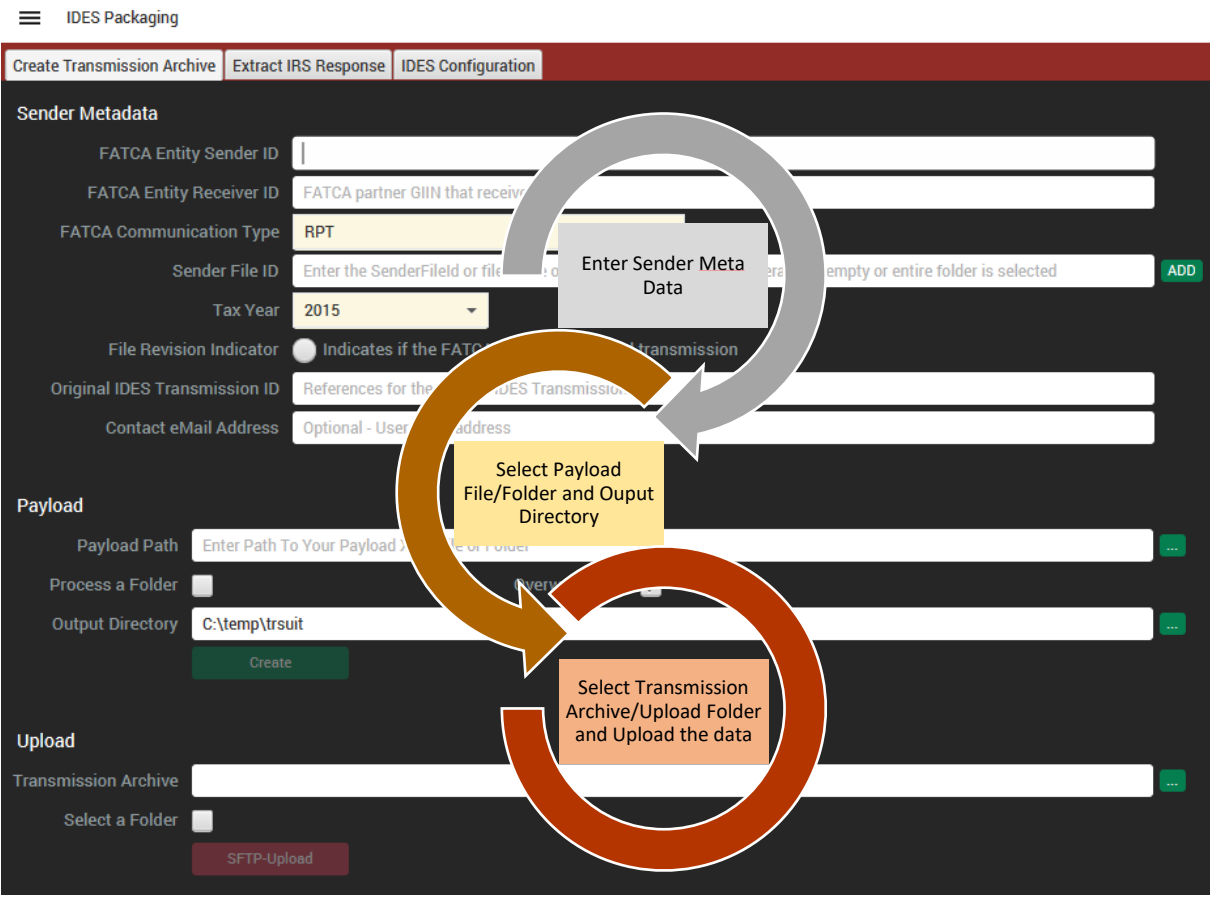 IDES Packaging
Create Transmission Archive Extract IRS Response IDES Configuration
Sender Metadata
FATCA Entity Sender ID
FATCA Entity Receiver ID FATCA partner GIIN that
FATCA Communication Type RPT
Sender File ID Enter the SenderFileId or empty or entire folder is selected ADD
Tax Year 2015
File Revision Indicator Indicates if the transmission
Original IDES Transmission ID References for the IDES
Contact eMail Address Optional - User address
Enter Sender Meta
Data
Select Payload
File/Folder and Ouput
Directory
Payload
Payload Path Enter Path To Your Payload or Folder ...
Process a Folder
Output Directory C:\temp\trsuit ...
Create
Select Transmission
Archive/Upload Folder
and Upload the data
Upload
Transmission Archive ...
Select a Folder
SFTP-Upload